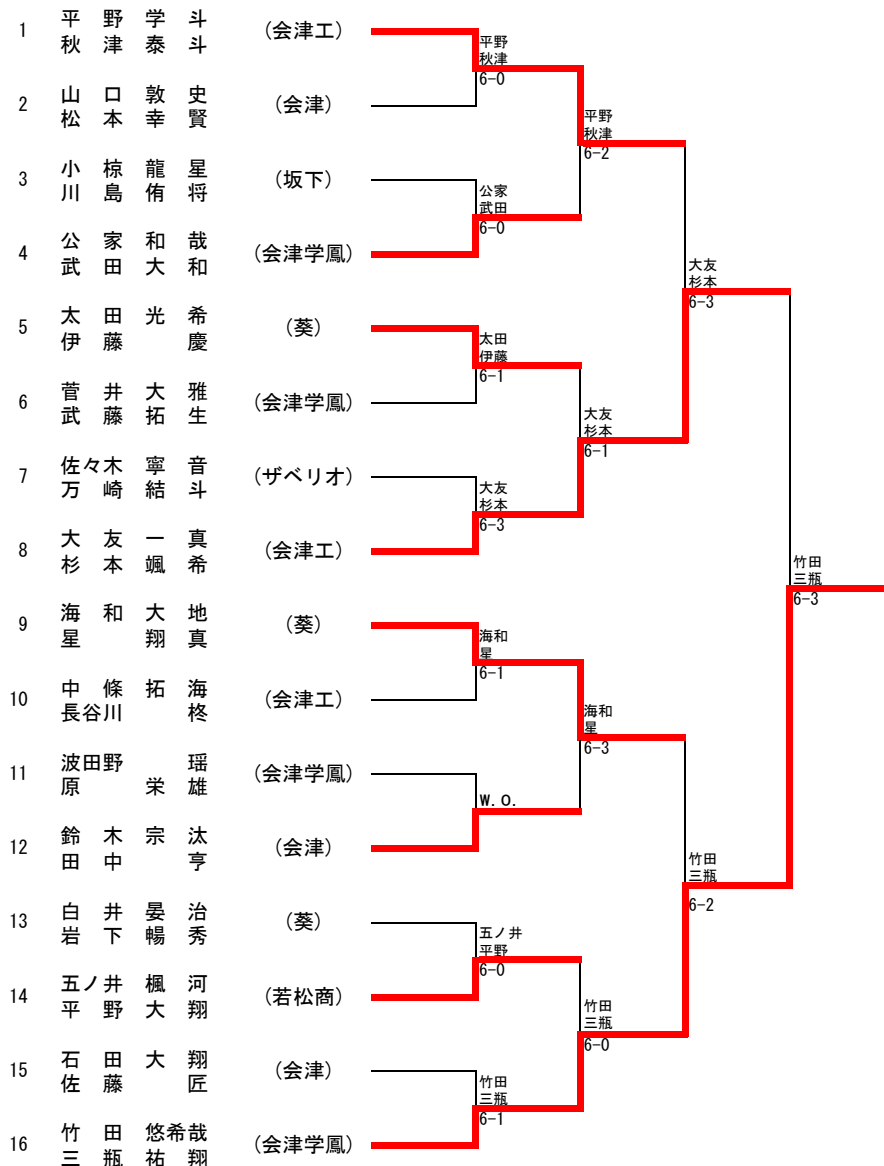 1 平野学斗 (会津工)
秋津泰斗
2 山口敦史 (会津)
松本幸賢
3 小椋龍星 (坂下)
川島侑将
4 公家和哉 (会津学鳳)
武田大和
5 太田光希 (葵)
伊藤慶
6 菅井大雅 (会津学鳳)
武藤拓生
7 佐々木寧音 (ザベリオ)
万崎結斗
8 大友一真 (会津工)
杉本颯希
9 海和大地 (葵)
星翔真
10 中條拓海 (会津工)
長谷川柊
11 波田野瑶 (会津学鳳)
原栄雄
12 鈴木宗汰 (会津)
田中亨
13 白井晏治 (葵)
岩下暢秀
14 五ノ井楓河 (若松商)
平野大翔
15 石田大翔 (会津)
佐藤匠
16 竹田悠希哉 (会津学鳳)
三瓶祐翔
平野
秋津
6-0
公家
武田
6-0
太田
伊藤
6-1
大友
杉本
6-3
海和
星
6-1
W.O.
五ノ井
平野
6-0
竹田
三瓶
6-1
平野
秋津
6-2
大友
杉本
6-1
海和
星
6-3
竹田
三瓶
6-0
大友
杉本
6-3
竹田
三瓶
6-2
竹田
三瓶
6-3